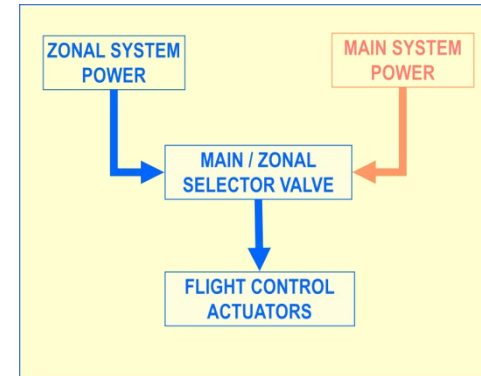 ZONAL SYSTEM
POWER
MAIN SYSTEM
POWER
MAIN / ZONAL
SELECTOR VALVE
FLIGHT CONTROL
ACTUATORS